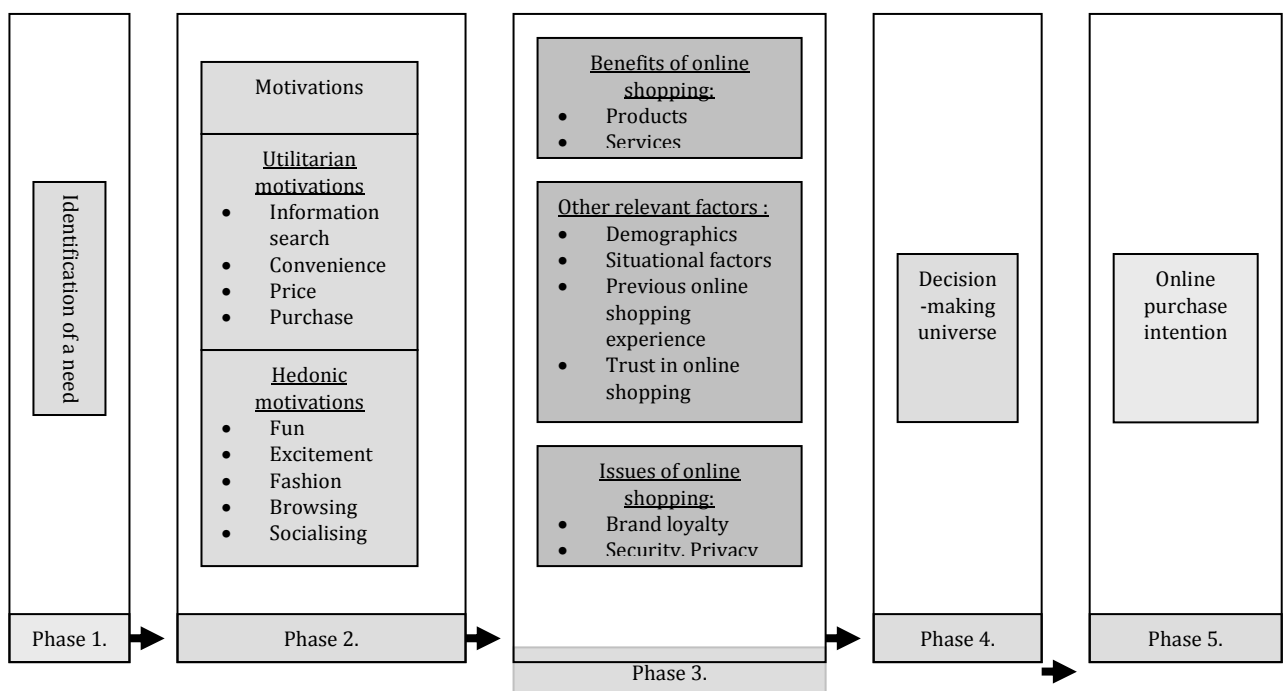 Identification of a need
Phase 1.
Motivations
Utilitarian
motivations
• Information
search
• Convenience
• Price
• Purchase
Hedonic
motivations
• Fun
• Excitement
• Fashion
• Browsing
• Socialising
Phase 2.
Benefits of online
shopping:
• Products
• Services
Other relevant factors :
• Demographics
• Situational factors
• Previous online
shopping
experience
• Trust in online
shopping
Issues of online
shopping:
• Brand loyalty
• Security, Privacy
Phase 3.
Decision
-making
universe
Phase 4.
Online
purchase
intention
Phase 5.